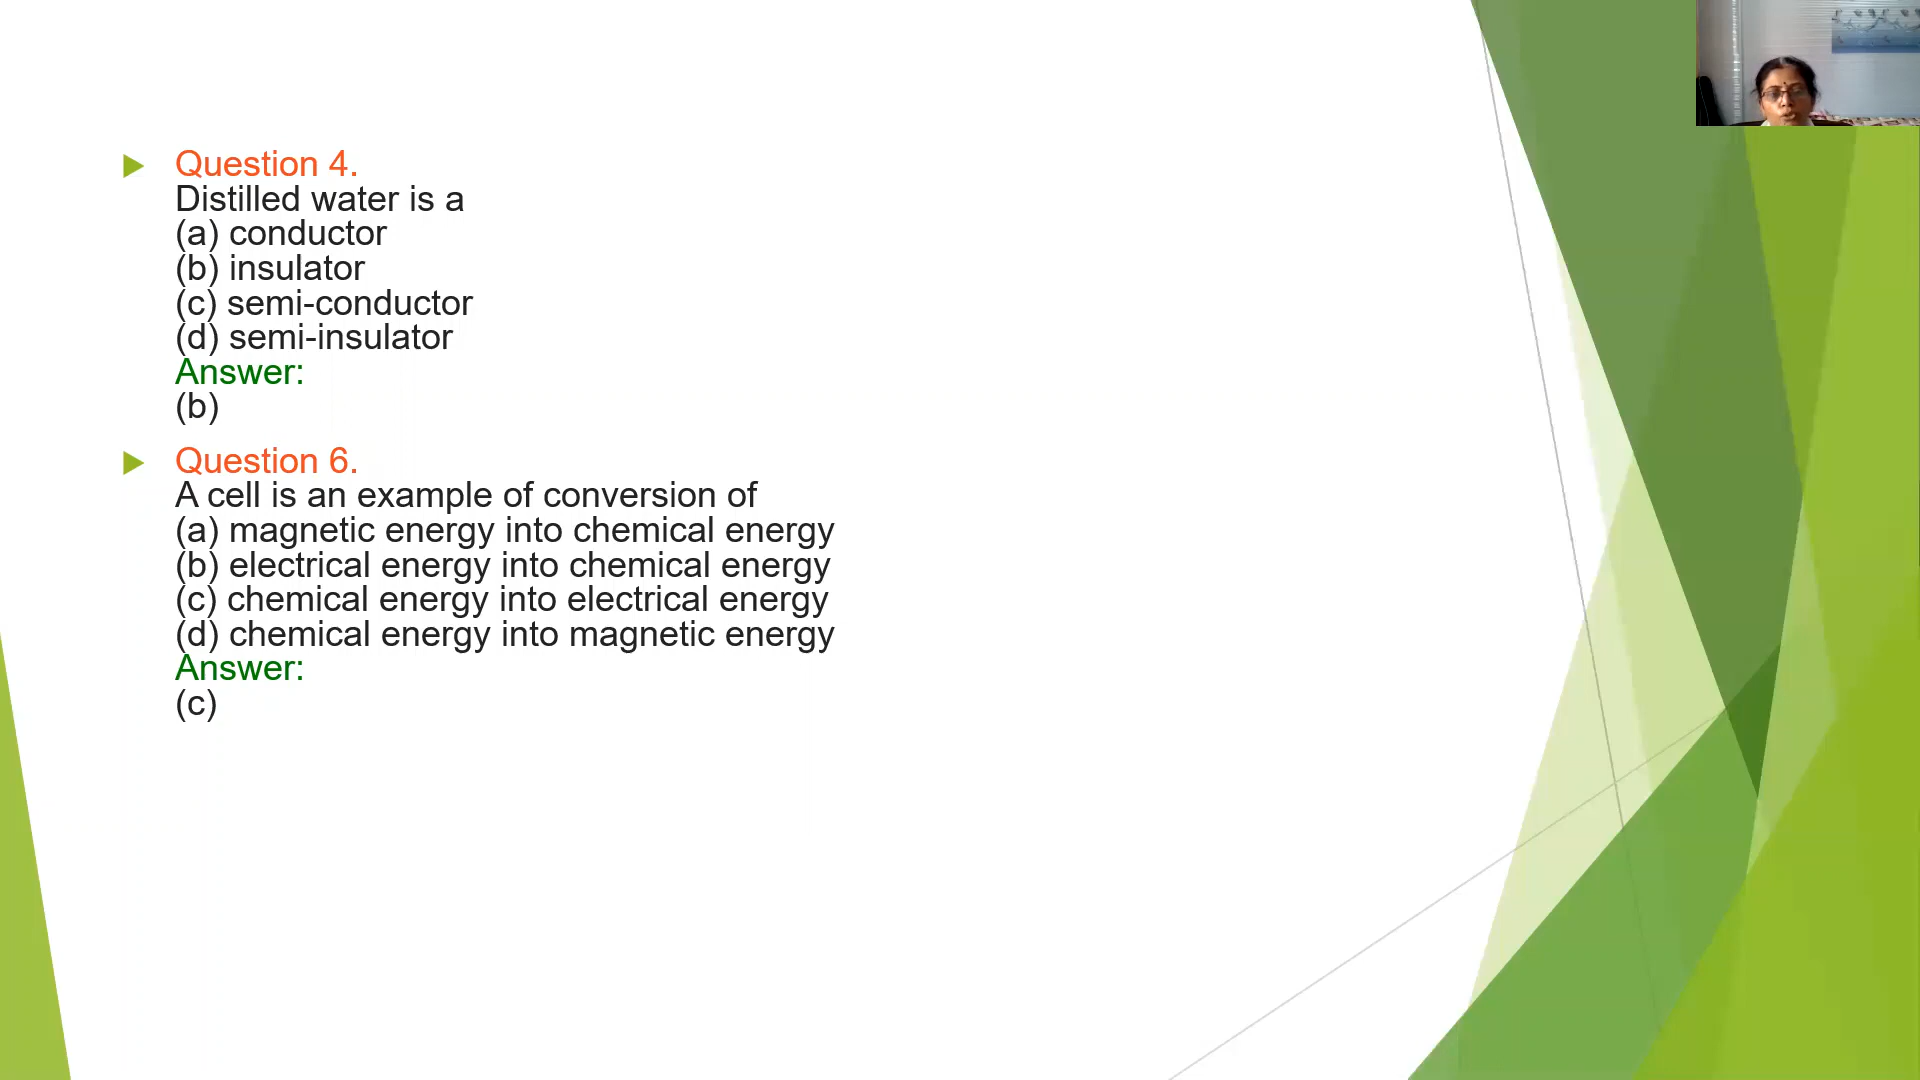 Question 4.
Distilled water is a
(a) conductor
(b) insulator
(c) semi-conductor
(d) semi-insulator
Answer:
(b)
Question 6.
A cell is an example of conversion of
(a) magnetic energy into chemical energy
(b) electrical energy into chemical energy
(c) chemical energy into electrical energy
(d) chemical energy into magnetic energy
Answer:
(c)